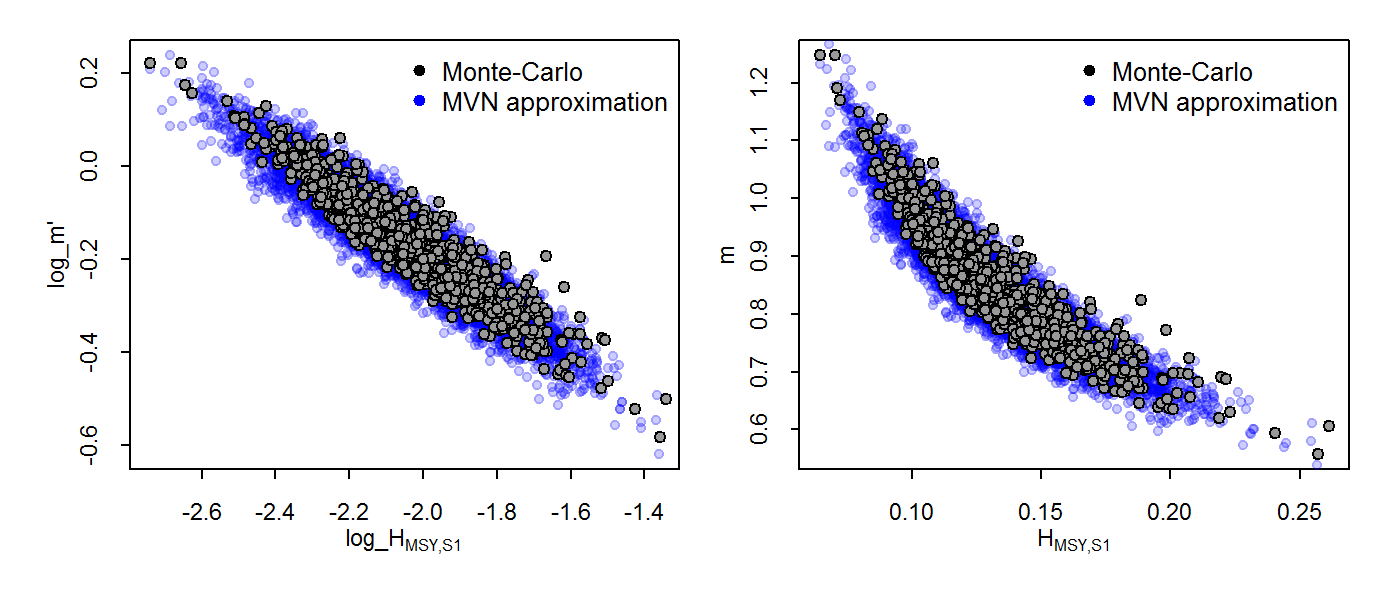 Monte-Carlo
MVN approximation
0.2
0.0
-0.2
-0.4
-0.6
log_m'
-2.6 -2.4 -2.2 -2.0 -1.8 -1.6 -1.4
log_HMSY,S1
Monte-Carlo
MVN approximation
1.2
1.1
1.0
0.9
0.8
0.7
0.6
m
0.10 0.15 0.20 0.25
HMSY,S1